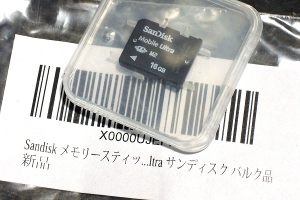 SanDisk
Mobile Ultra
M2
16GB
X0000UJE
Sandisk メモリースティッ...ltra サンディスク バルク品
新品